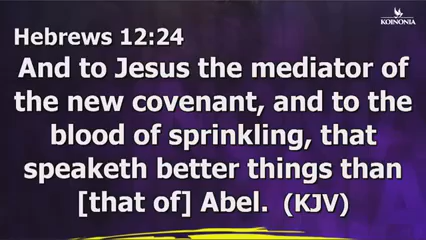 KOINONIA
Hebrews 12:24
And to Jesus the mediator of
the new covenant, and to the
blood of sprinkling, that
speaketh better things than
[that of] Abel. (KJV)